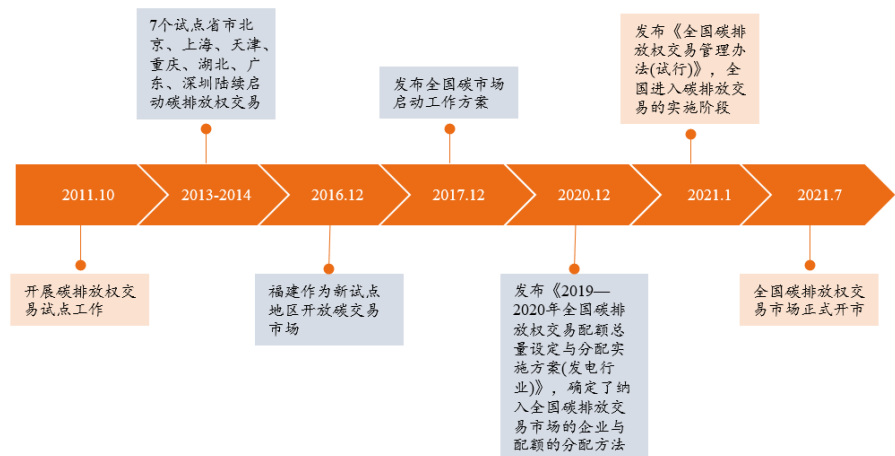 7个试点省市北
京、上海、天津、
重庆、湖北、广
东、深圳陆续启
动碳排放权交易
发布全国碳市场
启动工作方案
发布《全国碳排
放权交易管理办
法(试行)》，全
国进入碳排放交
易的实施阶段
2011.10
2013-2014
2016.12
2017.12
2020.12
2021.1
2021.7
开展碳排放权交
易试点工作
福建作为新试点
地区开放碳交易
市场
发布《2019—
2020年全国碳排
放权交易配额总
量设定与分配实
施方案(发电行
业)》，确定了纳
入全国碳排放交
易市场的企业与
配额的分配方法
全国碳排放权交
易市场正式开市